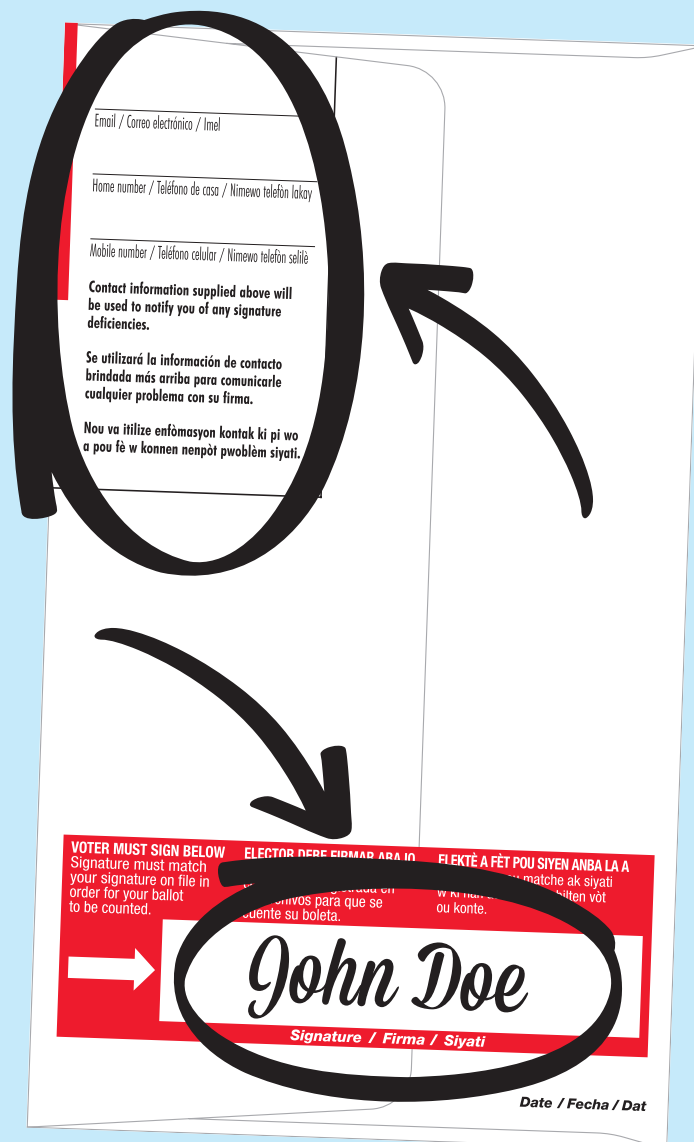 Email / Correo electrónico / Imel
Home number / Teléfono de casa / Nimewo telefòn lakay
Mobile number / Teléfono celular / Nimewo telefòn selilè
Contact information supplied above will
be used to notify you of any signature
deficiencies.
Se utilizará la información de contacto
brindada más arriba para comunicarle
cualquier problema con su firma.
Nou va itilize enfòmasyon kontak ki pi wo
a pou fè w konnen nenpòt pwoblèm siyati.
VOTER MUST SIGN BELOW
Signature must match
your signature on file in
order for your ballot
to be counted.
ELECTOR DEBE FIRMAR ABAJO
en
para que se
cuente su boleta.
ELEKTÈ A FÈT POU SIYEN ANBA LA A
matche ak siyati
w ki nan vòt
ou konte.
John Doe
Signature / Firma / Siyati
Date / Fecha / Dat